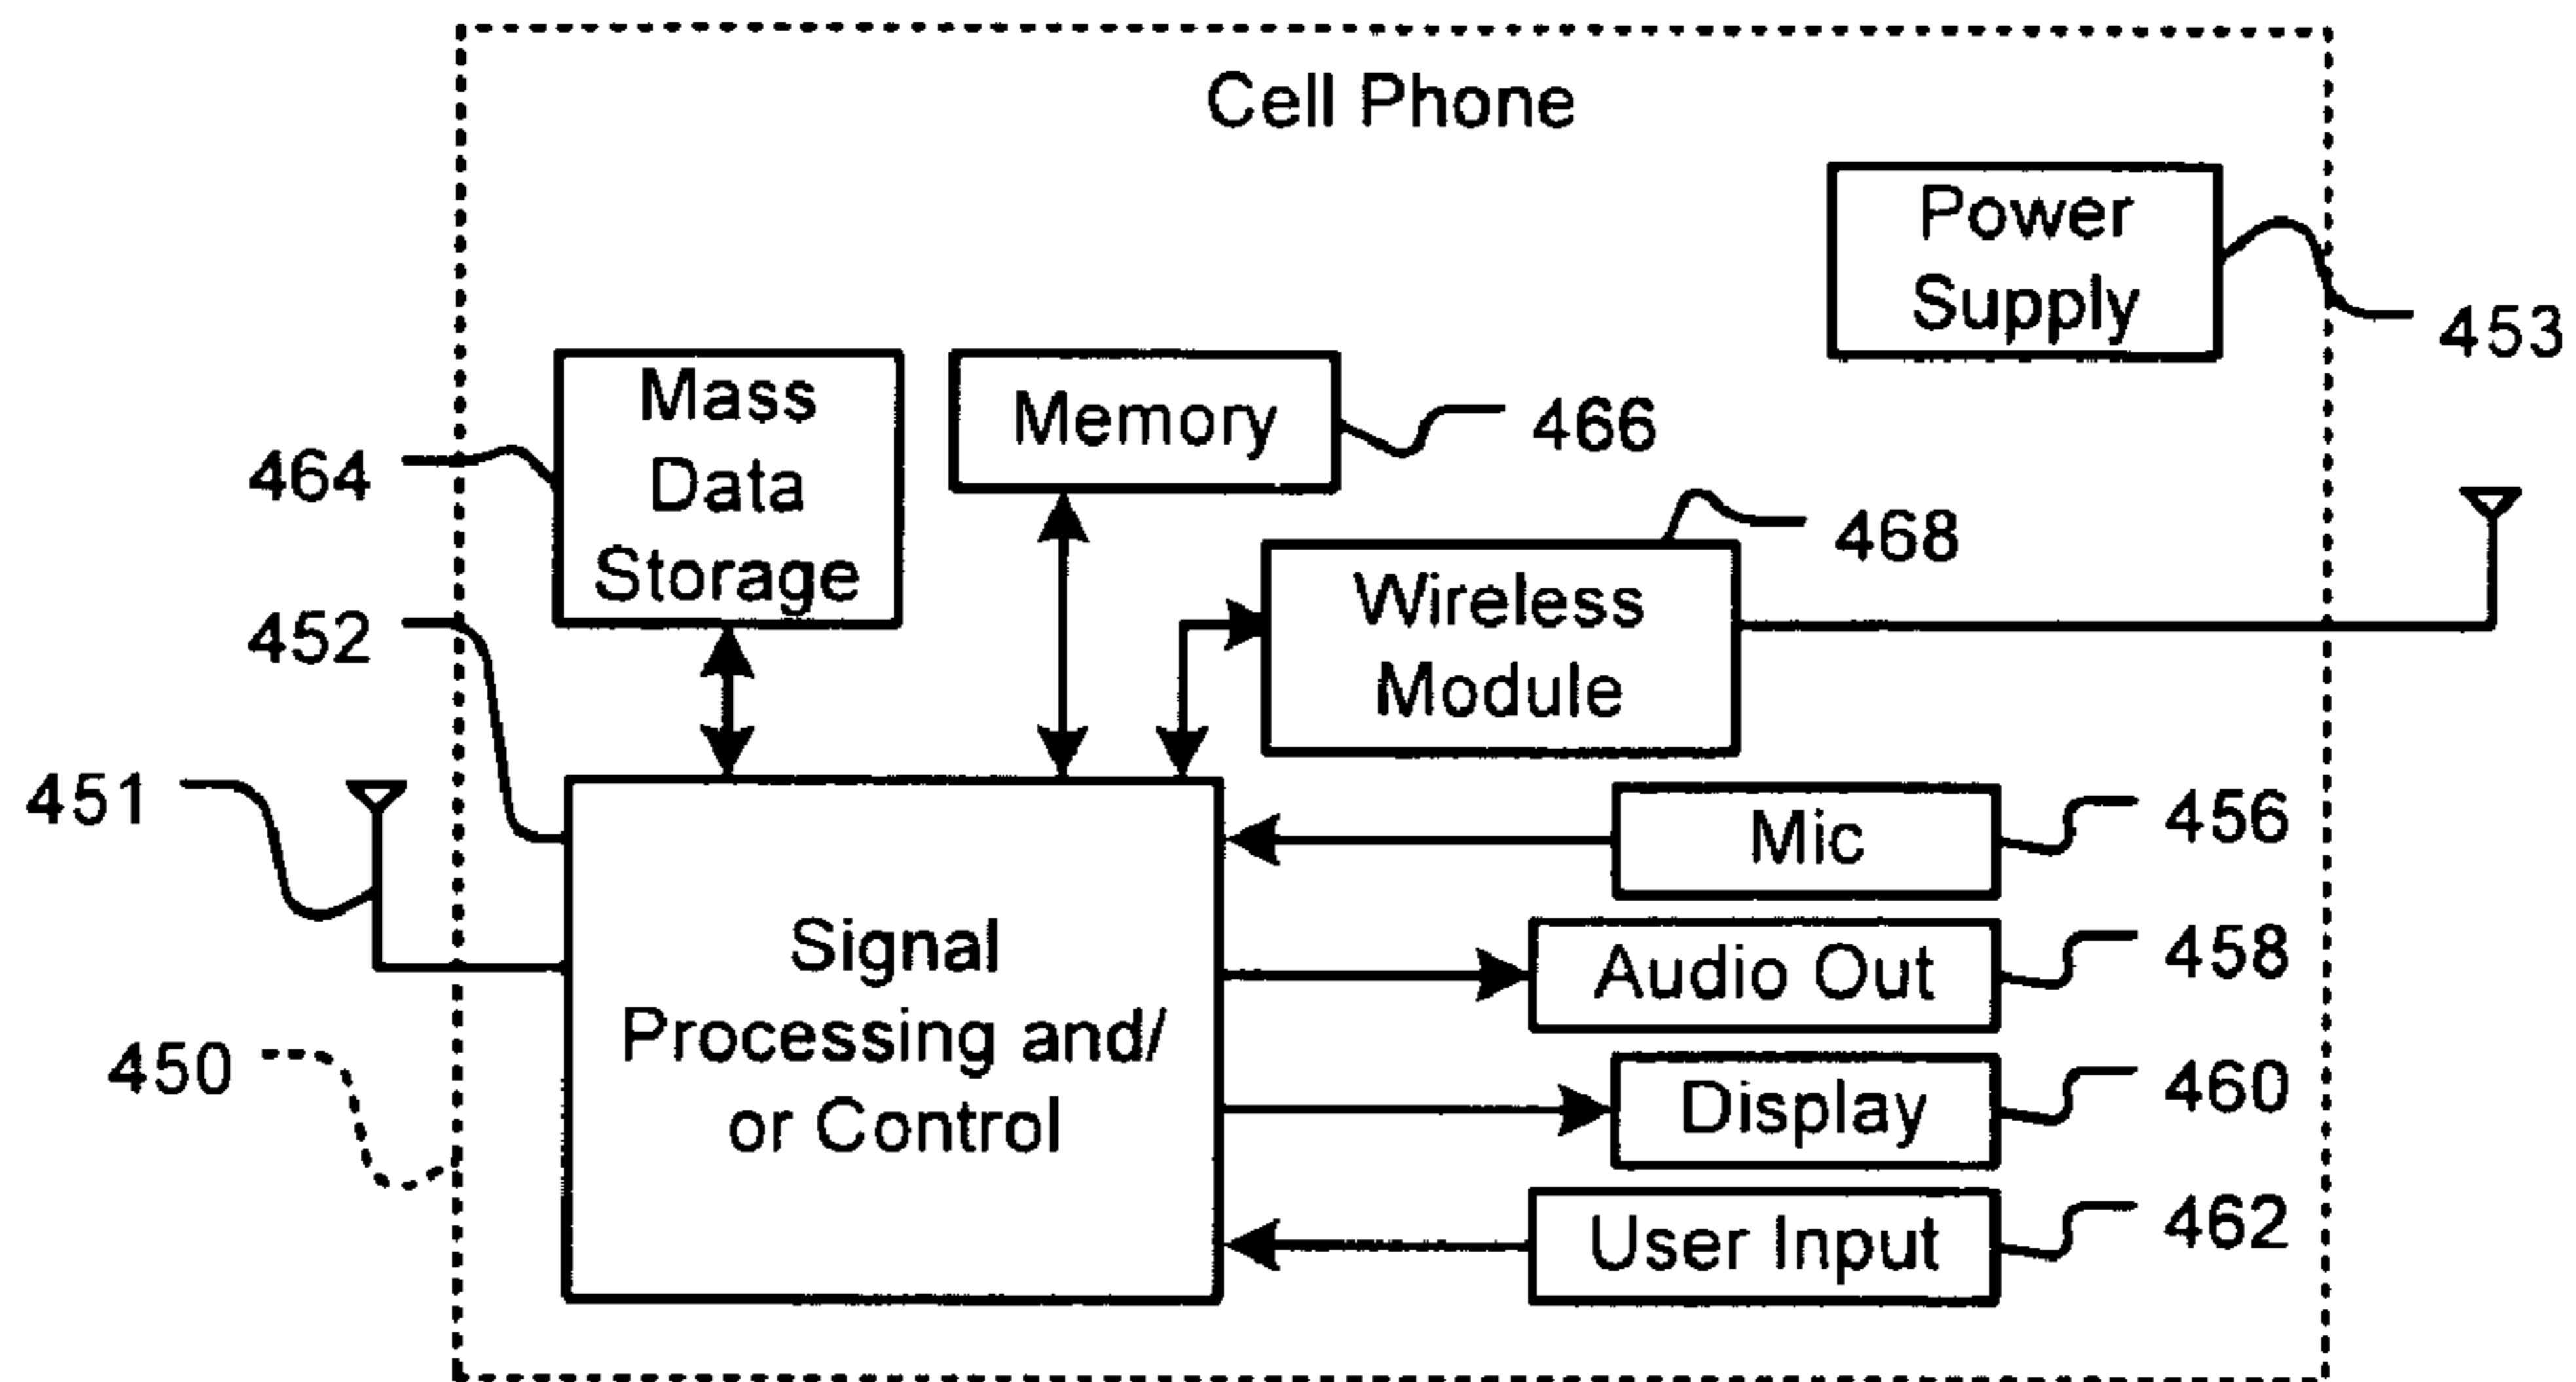 Cell Phone
Power
Supply
453
Mass
Data
Storage
464
Memory
466
468
Wireless
Module
452
451
Mic
456
Signal
Processing and/
or Control
Audio Out
458
450
Display
460
User Input
462